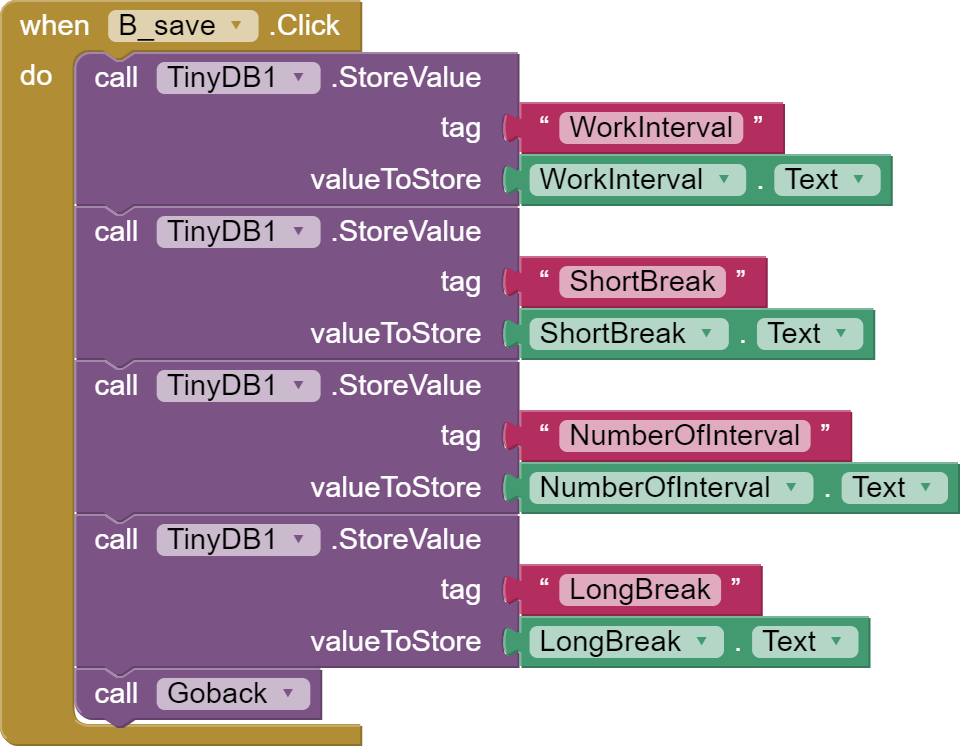 when B_save .Click
do call TinyDB1 .StoreValue
tag “ WorkInterval ”
valueToStore WorkInterval . Text
call TinyDB1 .StoreValue
tag “ ShortBreak ”
valueToStore ShortBreak . Text
call TinyDB1 .StoreValue
tag “ NumberOfInterval ”
valueToStore NumberOfInterval . Text
call TinyDB1 .StoreValue
tag “ LongBreak ”
valueToStore LongBreak . Text
call Goback